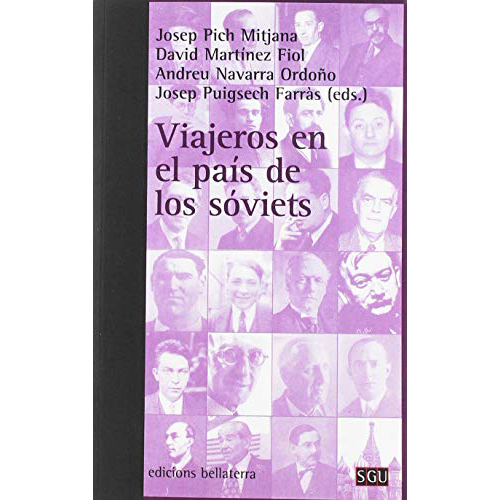 Josep Pich Mitjana
David Martínez Fiol
Andreu Navarra Ordoño
Josep Puigsech Farràs (eds.)
Viajeros en
el país de
los sóviets
edicions bellaterra
SGU